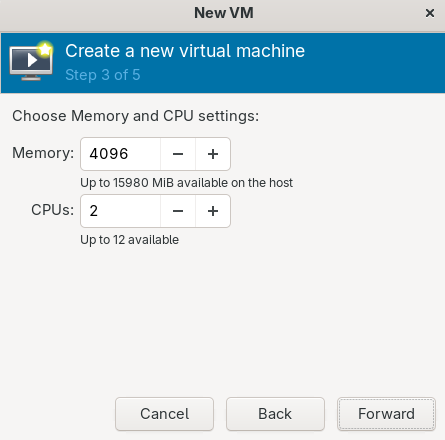 New VM
Create a new virtual machine
Step 3 of 5
Choose Memory and CPU settings:
Memory: 4096 − +
Up to 15980 MiB available on the host
CPUs: 2 − +
Up to 12 available
Cancel Back Forward